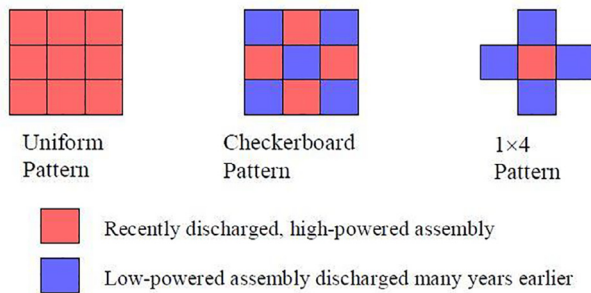 Uniform
Pattern
Checkerboard
Pattern
1×4
Pattern
Recently discharged, high-powered assembly
Low-powered assembly discharged many years earlier